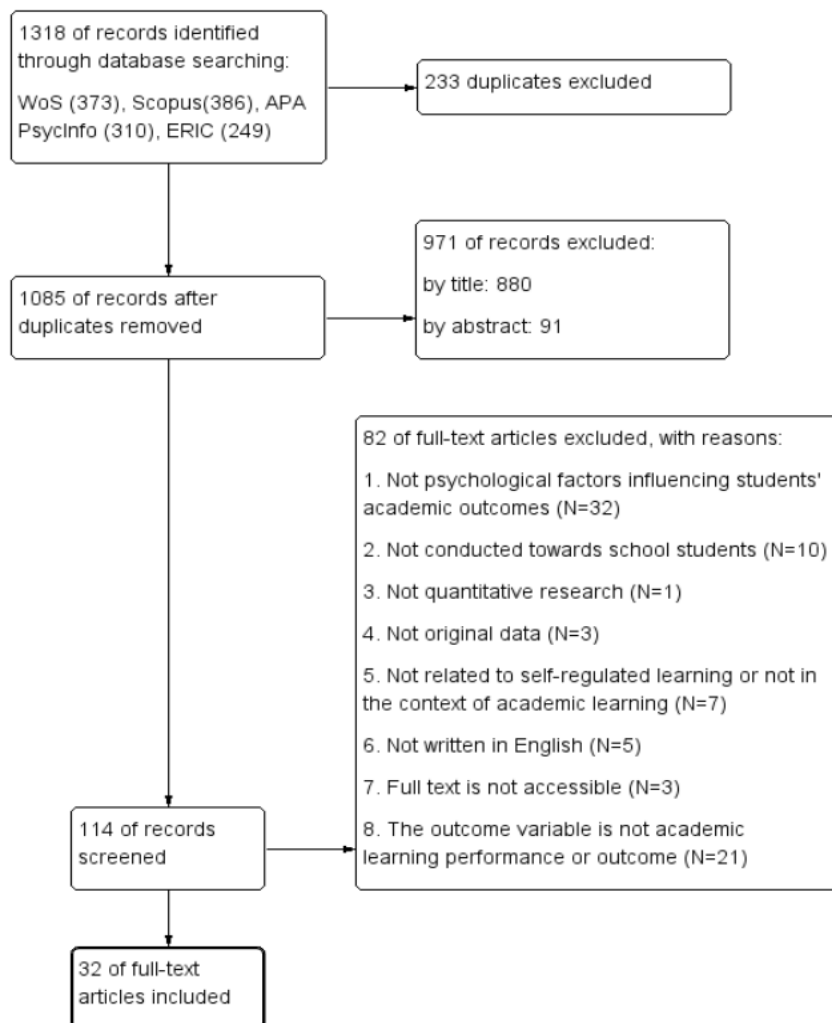 1318 of records identified
through database searching:
WoS (373), Scopus(386), APA
PsycInfo (310), ERIC (249)
233 duplicates excluded
1085 of records after
duplicates removed
971 of records excluded:
by title: 880
by abstract: 91
82 of full-text articles excluded, with reasons:
1. Not psychological factors influencing students'
academic outcomes (N=32)
2. Not conducted towards school students (N=10)
3. Not quantitative research (N=1)
4. Not original data (N=3)
5. Not related to self-regulated learning or not in
the context of academic learning (N=7)
6. Not written in English (N=5)
7. Full text is not accessible (N=3)
8. The outcome variable is not academic
learning performance or outcome (N=21)
114 of records
screened
32 of full-text
articles included